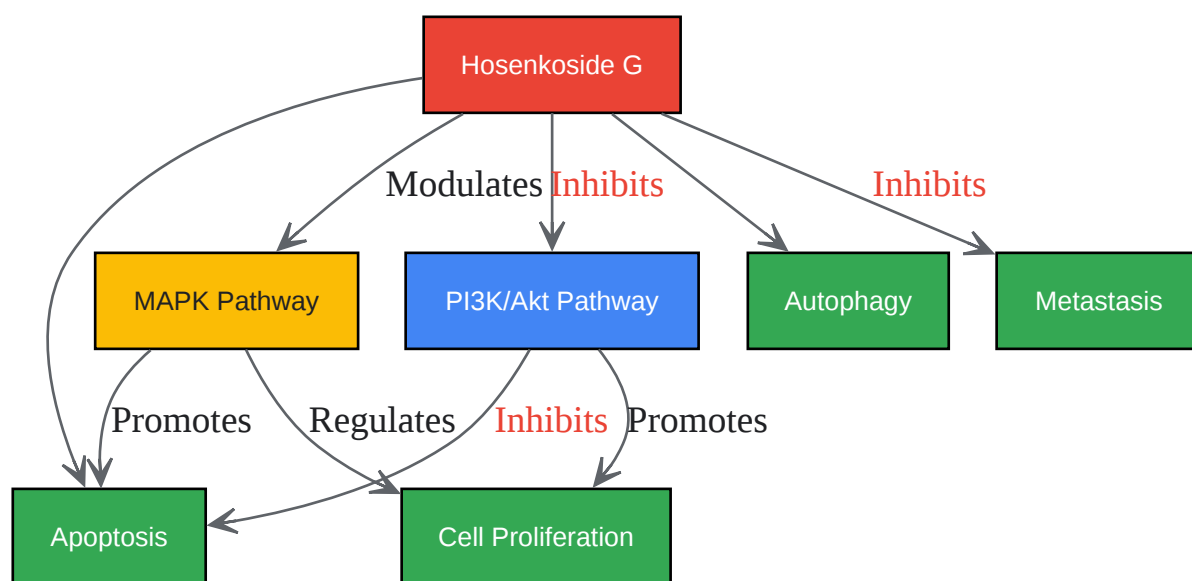 Hosenkoside G
Modulates
Inhibits
Inhibits
MAPK Pathway
PI3K/Akt Pathway
Autophagy
Metastasis
Promotes
Regulates
Inhibits
Promotes
Apoptosis
Cell Proliferation